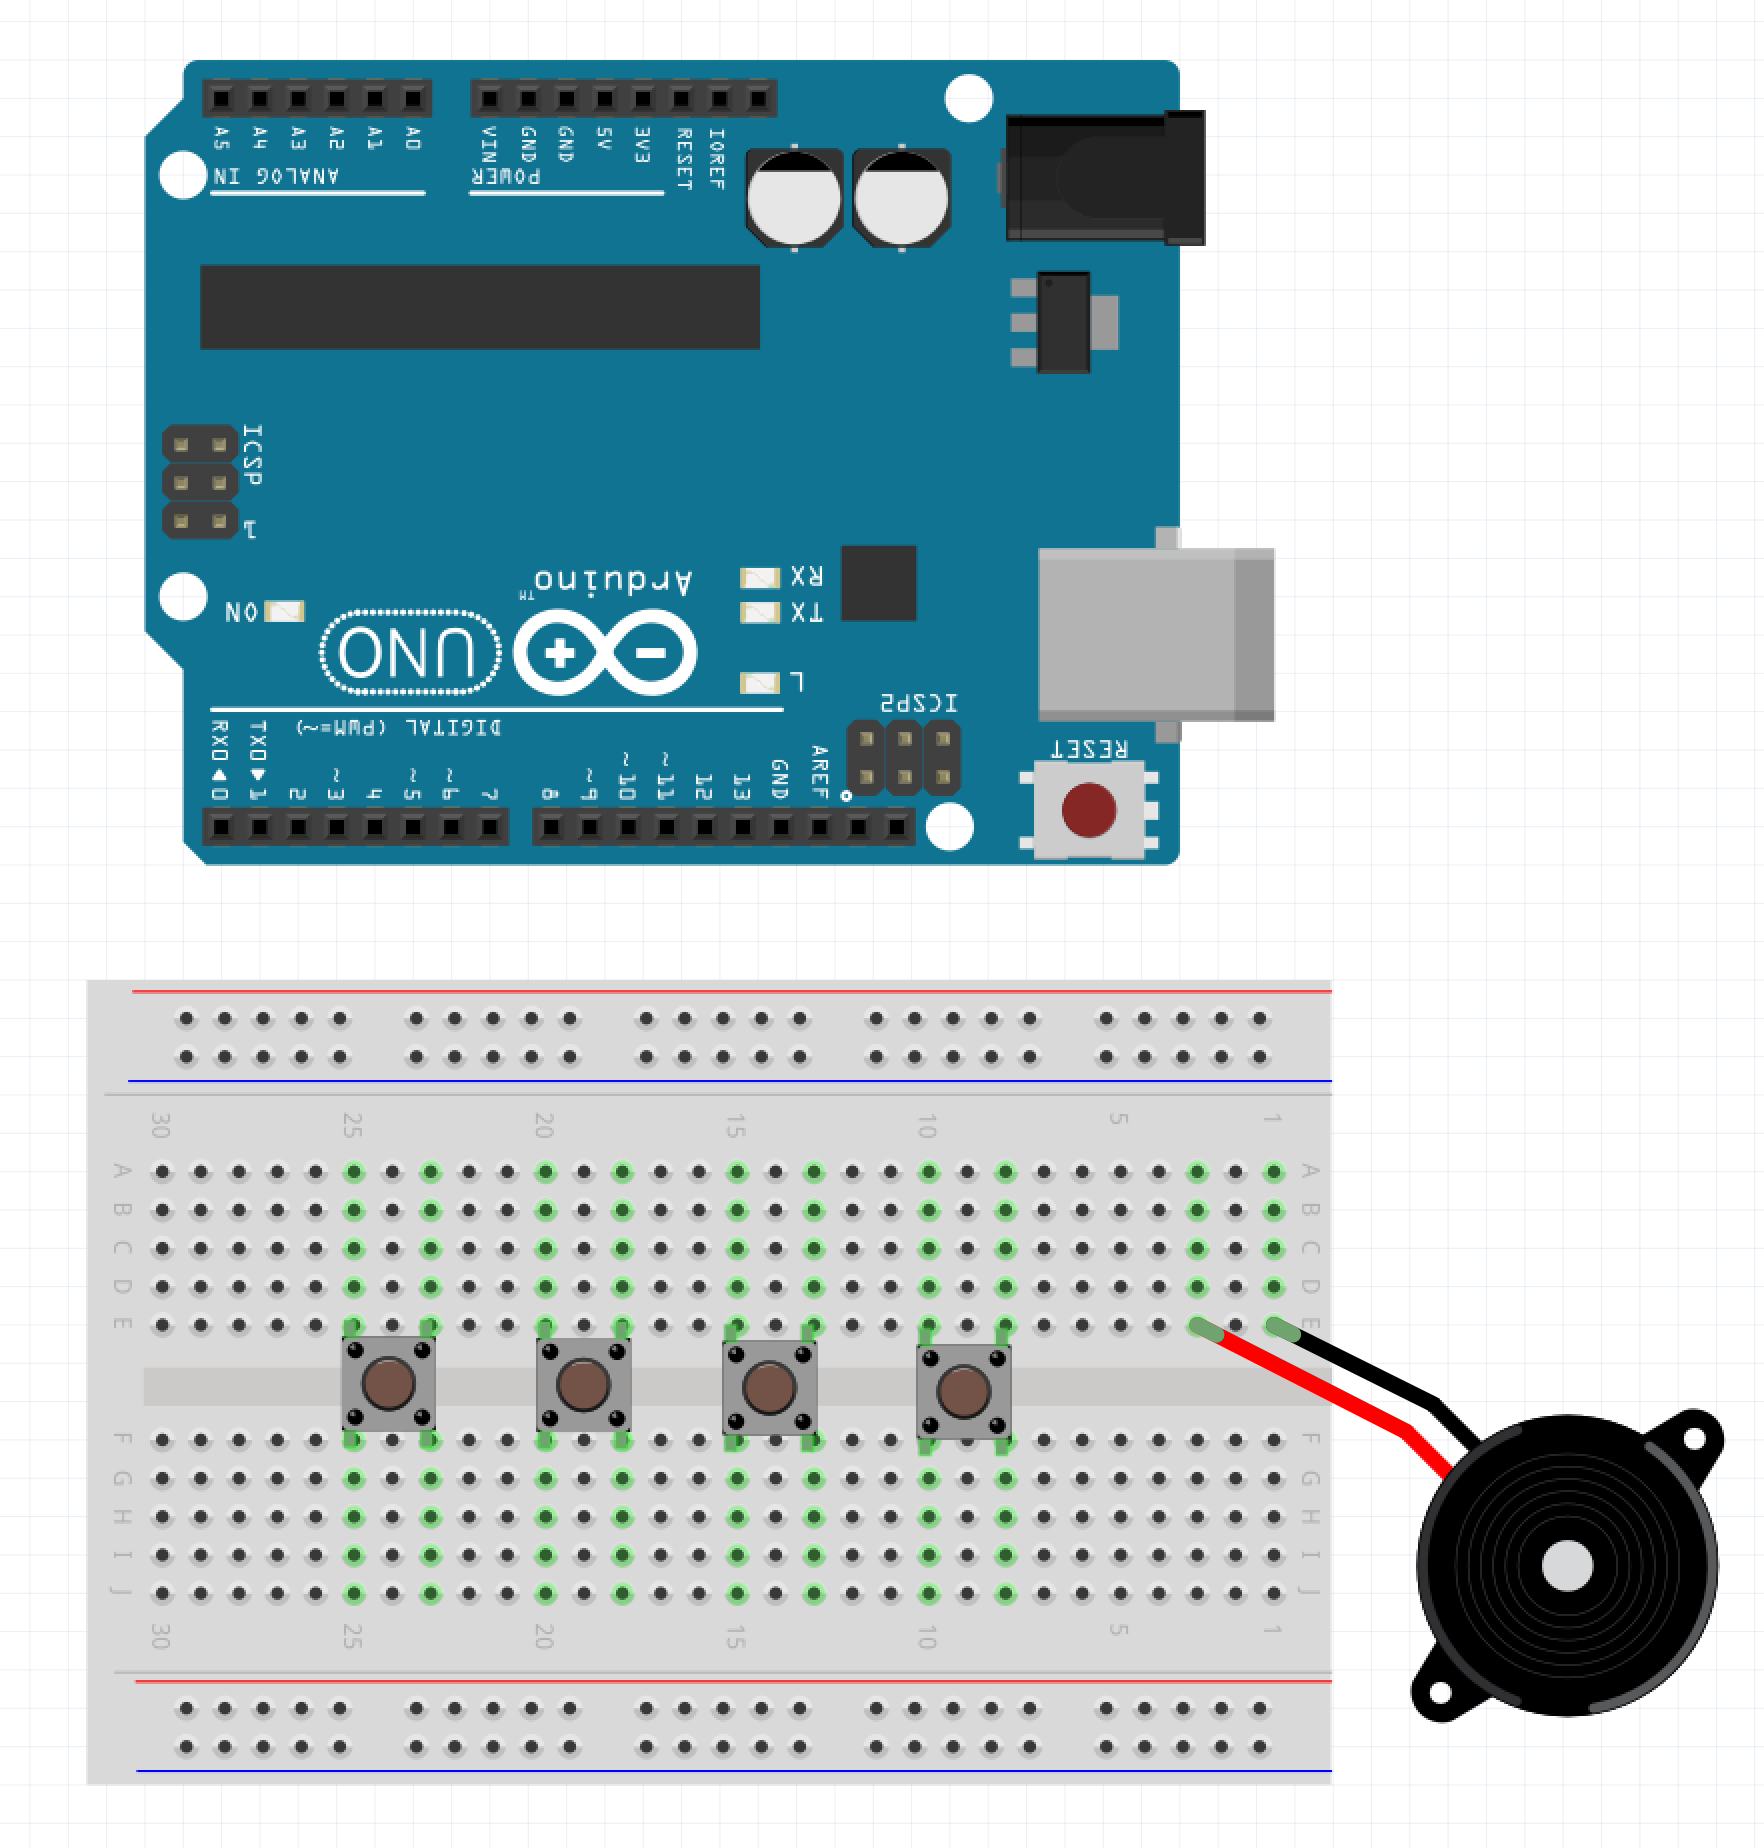 A5 A4 A3 A2 A1 A0 VIN GND GND 5V 3V3 RESET IOREF
ANALOG IN POWER
ICSP
1
Arduino™ RX
ON TX
UNO
L
ICSP2
RX0◀0 TX0▶1 2 ~3 4 ~5 ~6 7 8 ~9 ~10 ~11 12 13 GND AREF
DIGITAL (PWM=~)
RESET
30 25 20 15 10 5 1
A A
B B
C C
D D
E E
F F
G G
H H
I I
J J
30 25 20 15 10 5 1